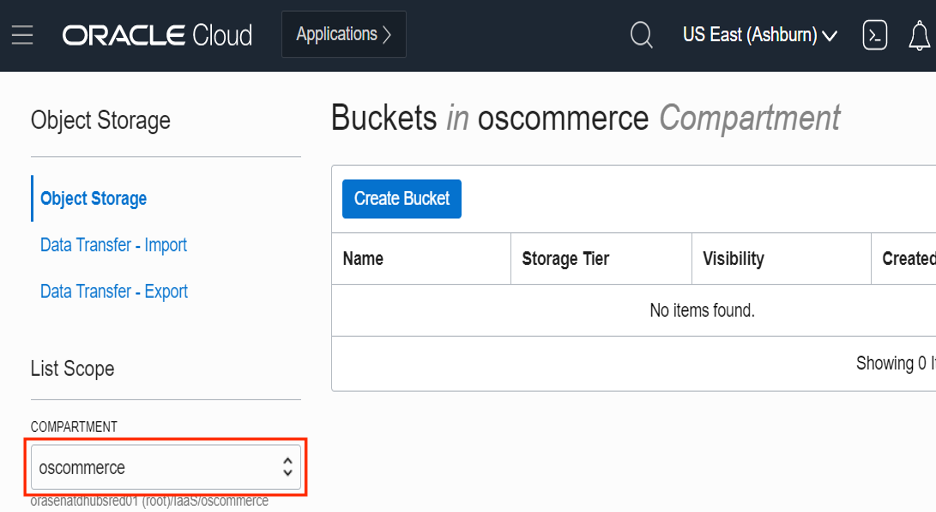 ORACLE Cloud
Applications
US East (Ashburn)
Object Storage
Object Storage
Data Transfer - Import
Data Transfer - Export
List Scope
COMPARTMENT
oscommerce
orasenatdhubsred01 (root)/IaaS/oscommerce
Buckets in oscommerce Compartment
Create Bucket
Name Storage Tier Visibility Created
No items found.
Showing 0